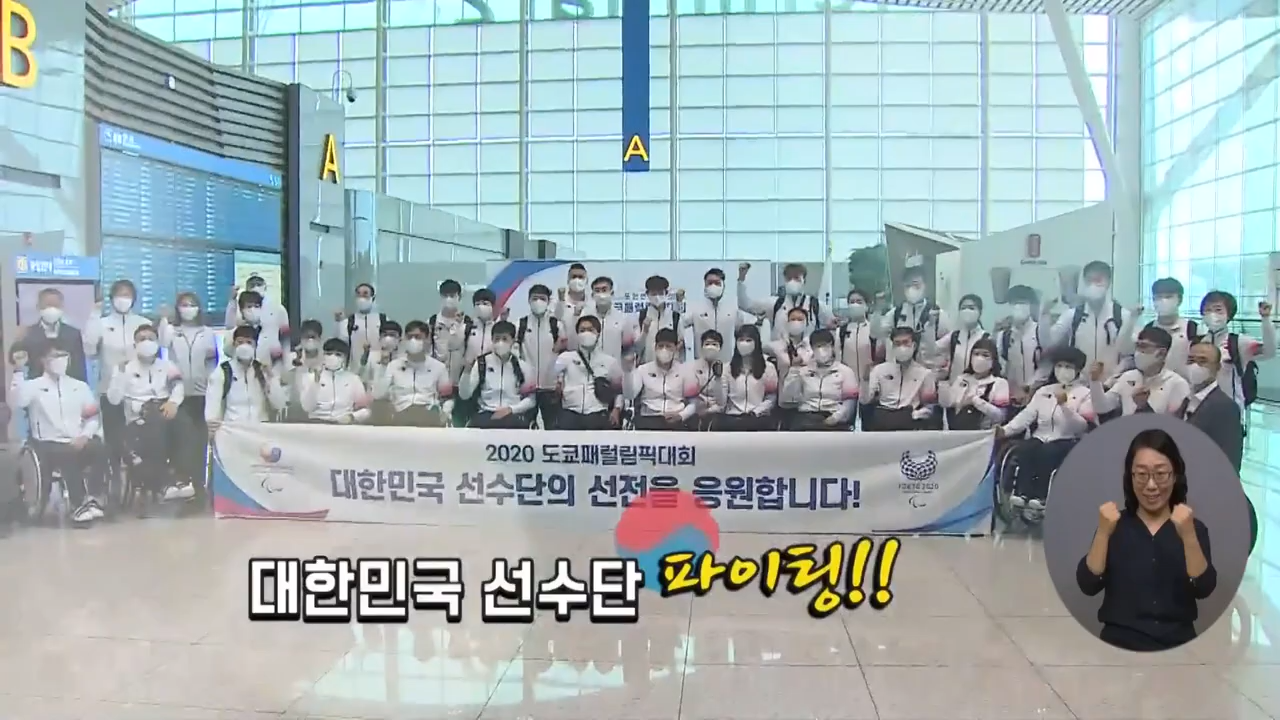 B
A
A
2020 도쿄패럴림픽대회
대한민국 선수단의 선전을 응원합니다!
TOKYO 2020
대한민국 선수단 파이팅!!